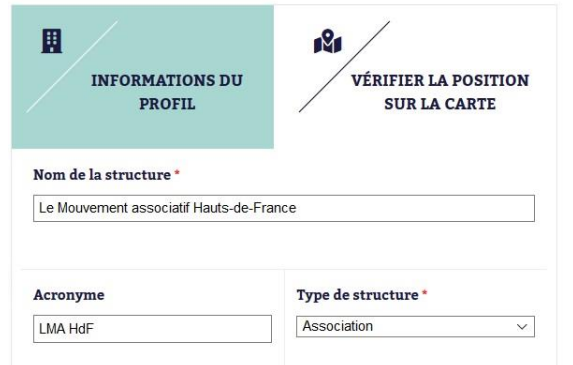 INFORMATIONS DU
PROFIL
VÉRIFIER LA POSITION
SUR LA CARTE
Nom de la structure *
Le Mouvement associatif Hauts-de-France
Acronyme
LMA HdF
Type de structure *
Association